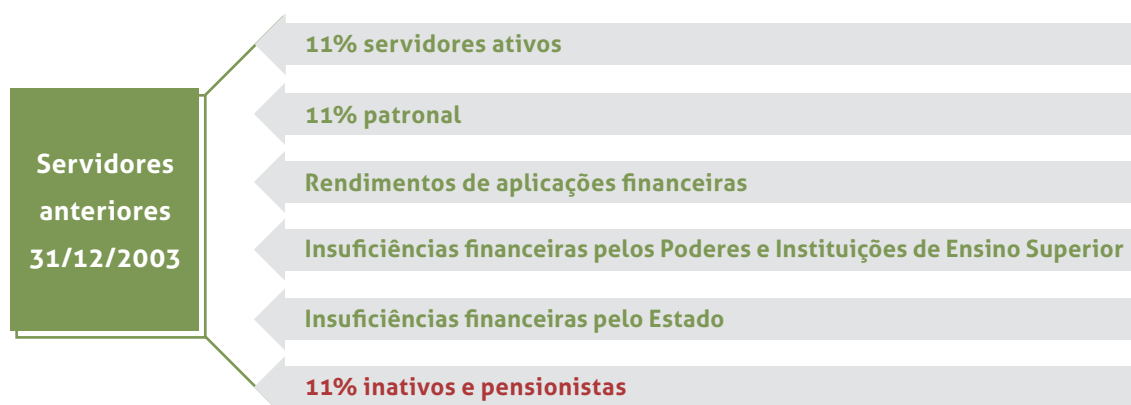 Servidores
anteriores
31/12/2003
11% servidores ativos
11% patronal
Rendimentos de aplicações financeiras
Insuficiências financeiras pelos Poderes e Instituições de Ensino Superior
Insuficiências financeiras pelo Estado
11% inativos e pensionistas